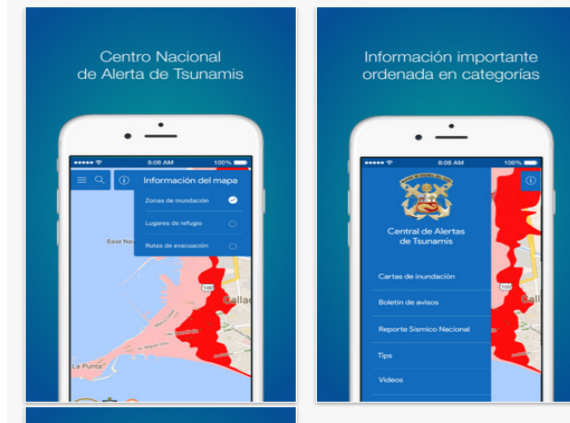 Centro Nacional
de Alerta de Tsunamis
8:08 AM
100%
Información del mapa
Zonas de inundación
Lugares de refugio
Rutas de evacuación
Base Nav
Callao
La Punta
Información importante
ordenada en categorías
8:08 AM
100%
Central de Alertas
de Tsunamis
Cartas de inundación
Boletín de avisos
Reporte Sísmico Nacional
Tips
Videos
Call